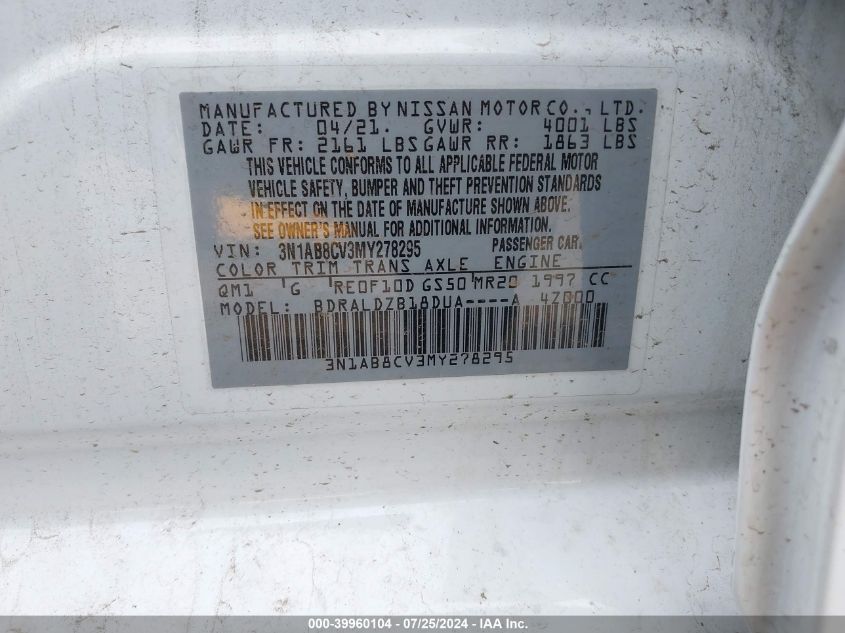 MANUFACTURED BY NISSAN MOTOR CO., LTD.
DATE: 04/21. GVWR: 4001 LBS
GAWR FR: 2161 LBS GAWR RR: 1863 LBS
THIS VEHICLE CONFORMS TO ALL APPLICABLE FEDERAL MOTOR
VEHICLE SAFETY, BUMPER AND THEFT PREVENTION STANDARDS
IN EFFECT ON THE DATE OF MANUFACTURE SHOWN ABOVE.
SEE OWNER'S MANUAL FOR ADDITIONAL INFORMATION.
VIN: 3N1AB8CV3MY278295 PASSENGER CAR.
COLOR TRIM TRANS AXLE ENGINE
QM1 G RE0F10D GS50 MR20 1997 CC
MODEL: BDRALDZB18DUA----A 4Z000
3N1AB8CV3MY278295
000-39960104 - 07/25/2024 - IAA Inc.